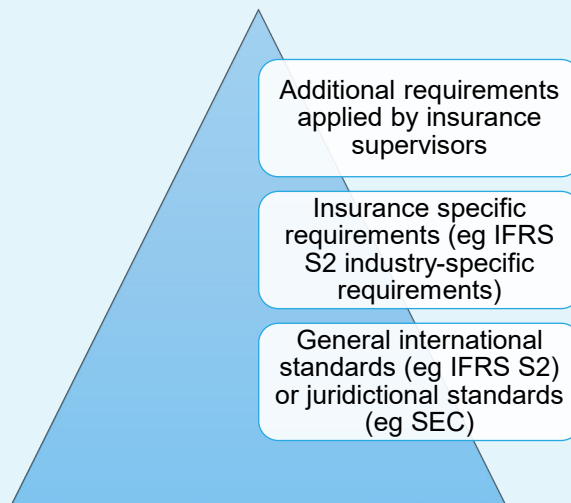 Additional requirements
applied by insurance
supervisors
Insurance specific
requirements (eg IFRS
S2 industry-specific
requirements)
General international
standards (eg IFRS S2)
or juridictional standards
(eg SEC)